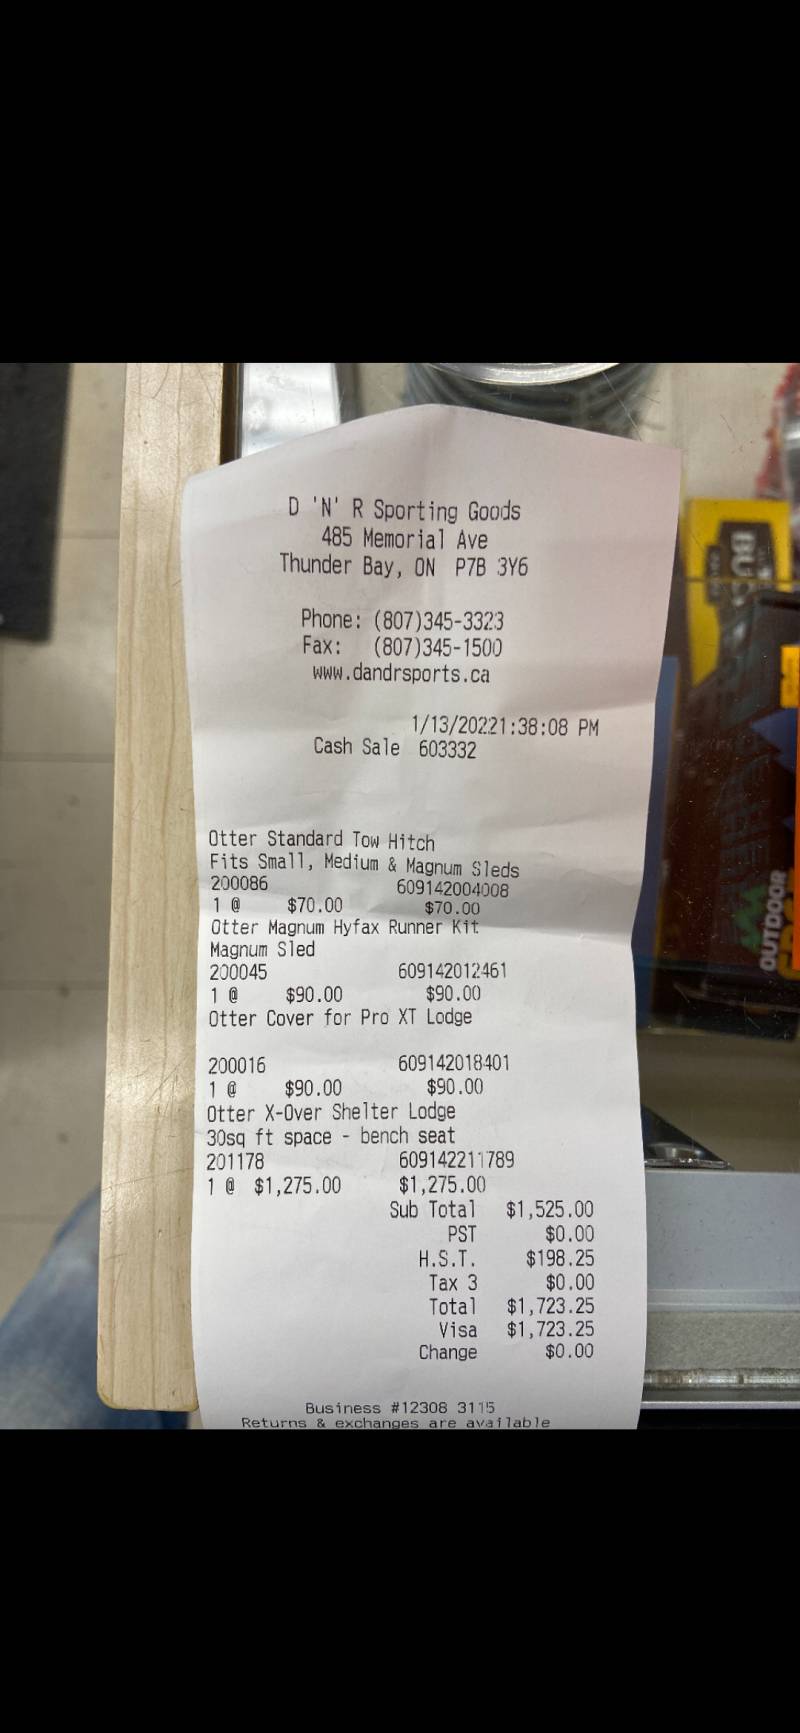 D 'N' R Sporting Goods
485 Memorial Ave
Thunder Bay, ON P7B 3Y6
Phone: (807)345-3323
Fax: (807)345-1500
www.dandrsports.ca
1/13/20221:38:08 PM
Cash Sale 603332
Otter Standard Tow Hitch
Fits Small, Medium & Magnum Sleds
200086 609142004008
1 @ $70.00 $70.00
Otter Magnum Hyfax Runner Kit
Magnum Sled
200045 609142012461
1 @ $90.00 $90.00
Otter Cover for Pro XT Lodge
200016 609142018401
1 @ $90.00 $90.00
Otter X-Over Shelter Lodge
30sq ft space - bench seat
201178 609142211789
1 @ $1,275.00 $1,275.00
Sub Total $1,525.00
PST $0.00
H.S.T. $198.25
Tax 3 $0.00
Total $1,723.25
Visa $1,723.25
Change $0.00
Business #12308 3115
Returns & exchanges are available
OUTDOOR